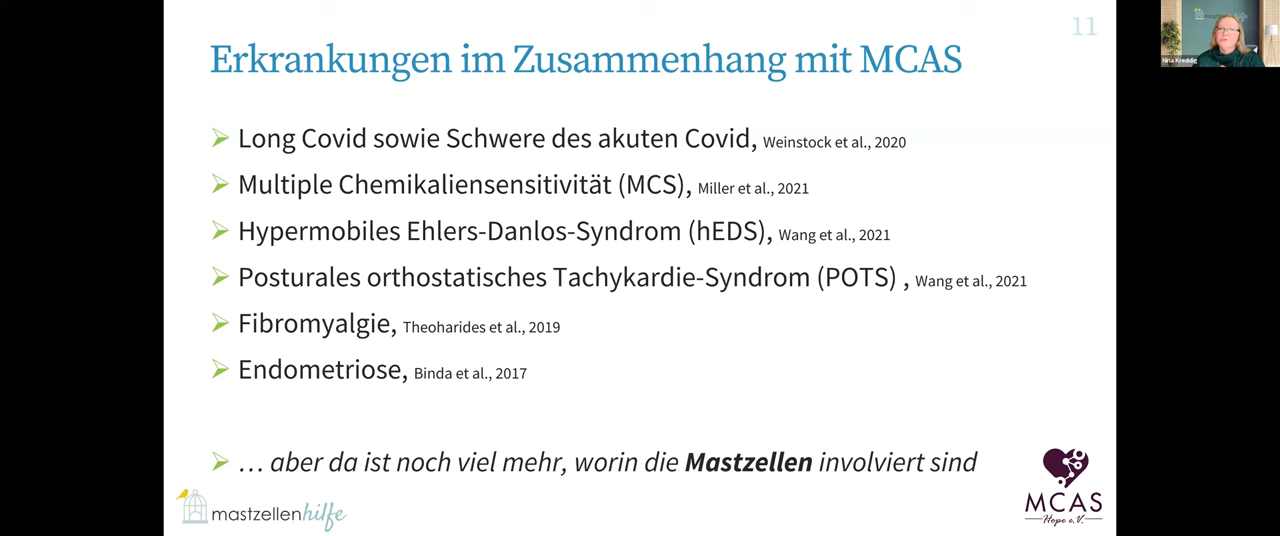 11
mastzellenhilfe
Nina Kreddig
Erkrankungen im Zusammenhang mit MCAS
Long Covid sowie Schwere des akuten Covid, Weinstock et al., 2020
Multiple Chemikaliensensitivität (MCS), Miller et al., 2021
Hypermobiles Ehlers-Danlos-Syndrom (hEDS), Wang et al., 2021
Posturales orthostatisches Tachykardie-Syndrom (POTS) , Wang et al., 2021
Fibromyalgie, Theoharides et al., 2019
Endometriose, Binda et al., 2017
… aber da ist noch viel mehr, worin die Mastzellen involviert sind
mastzellenhilfe
MCAS
Hope e.V.